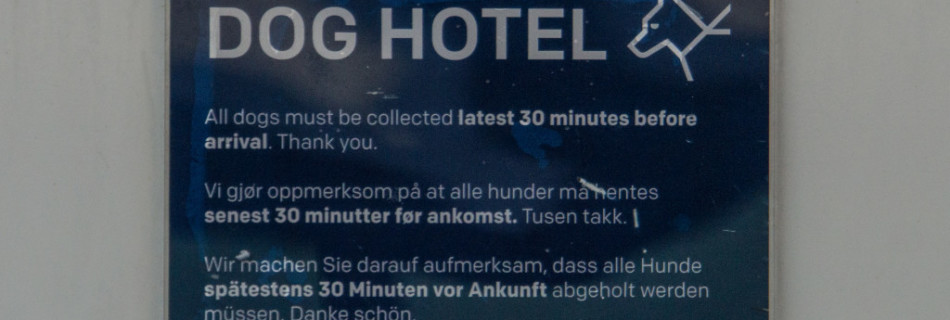 DOG HOTEL
All dogs must be collected latest 30 minutes before
arrival. Thank you.
Vi gjør oppmerksom på at alle hunder må hentes
senest 30 minutter før ankomst. Tusen takk.
Wir machen Sie darauf aufmerksam, dass alle Hunde
spätestens 30 Minuten vor Ankunft abgeholt werden
müssen. Danke schön.